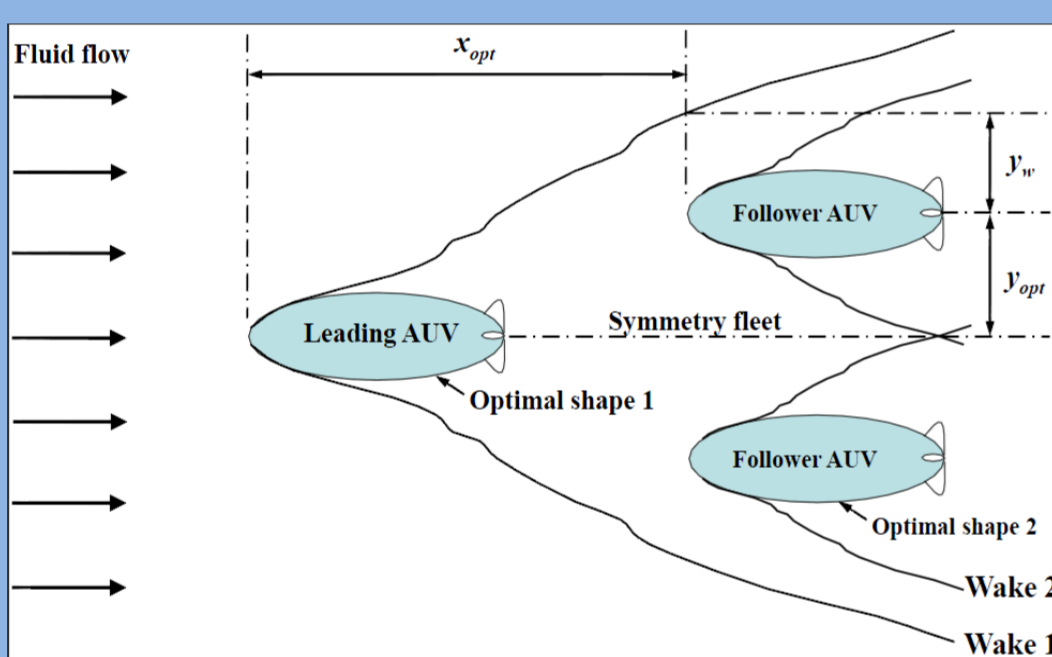 Fluid flow
x_opt
y_w
Follower AUV
y_opt
Symmetry fleet
Leading AUV
Optimal shape 1
Follower AUV
Optimal shape 2
Wake 2
Wake 1